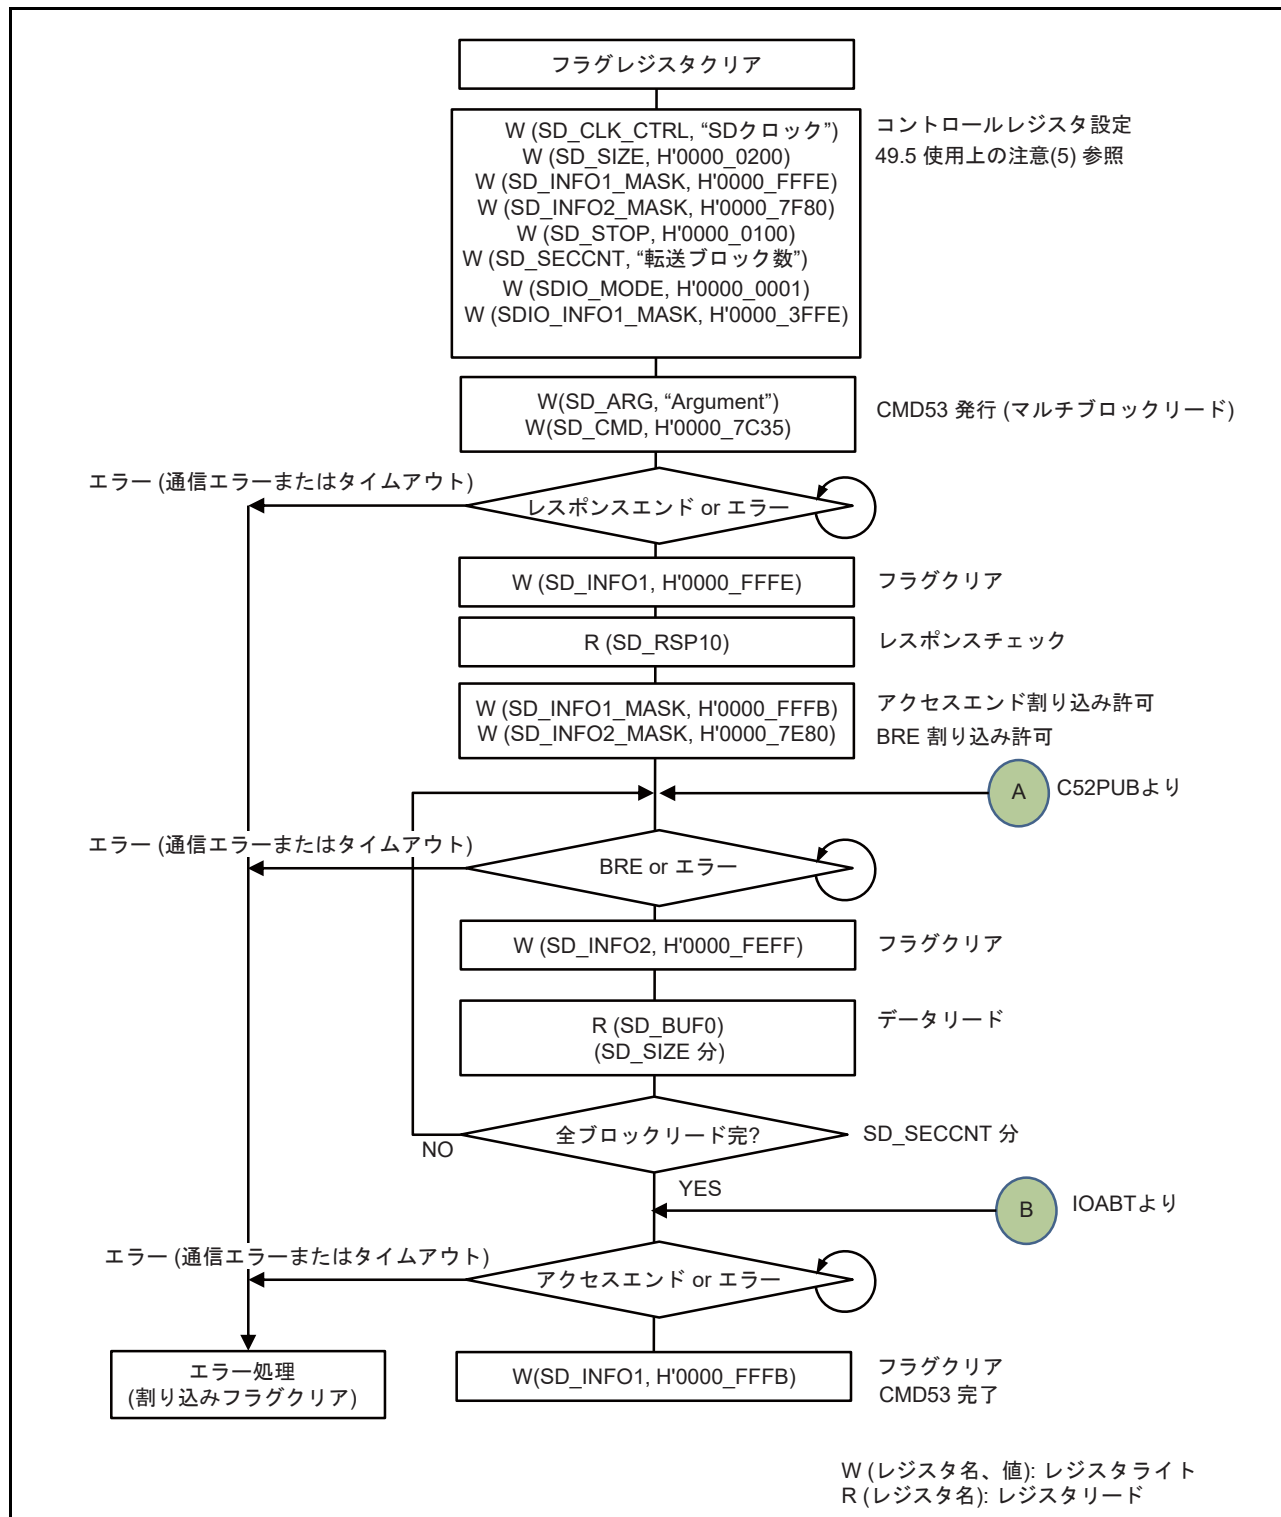 フラグレジスタクリア
W (SD_CLK_CTRL, “SDクロック”)
W (SD_SIZE, H'0000_0200)
W (SD_INFO1_MASK, H'0000_FFFE)
W (SD_INFO2_MASK, H'0000_7F80)
W (SD_STOP, H'0000_0100)
W (SD_SECCNT, “転送ブロック数”)
W (SDIO_MODE, H'0000_0001)
W (SDIO_INFO1_MASK, H'0000_3FFE)
コントロールレジスタ設定
49.5 使用上の注意(5) 参照
W(SD_ARG, “Argument”)
W(SD_CMD, H'0000_7C35)
CMD53 発行 (マルチブロックリード)
エラー (通信エラーまたはタイムアウト)
レスポンスエンド or エラー
W (SD_INFO1, H'0000_FFFE)
フラグクリア
R (SD_RSP10)
レスポンスチェック
W (SD_INFO1_MASK, H'0000_FFFB)
W (SD_INFO2_MASK, H'0000_7E80)
アクセスエンド割り込み許可
BRE 割り込み許可
A
C52PUBより
エラー (通信エラーまたはタイムアウト)
BRE or エラー
W (SD_INFO2, H'0000_FEFF)
フラグクリア
R (SD_BUF0)
(SD_SIZE 分)
データリード
全ブロックリード完?
SD_SECCNT 分
NO
YES
B
IOABTより
エラー (通信エラーまたはタイムアウト)
アクセスエンド or エラー
エラー処理
(割り込みフラグクリア)
W(SD_INFO1, H'0000_FFFB)
フラグクリア
CMD53 完了
W (レジスタ名、値): レジスタライト
R (レジスタ名): レジスタリード